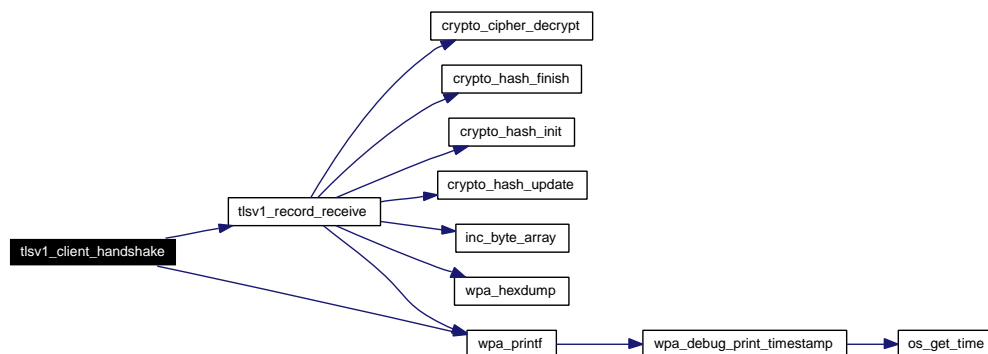 crypto_cipher_decrypt
crypto_hash_finish
crypto_hash_init
crypto_hash_update
tlsv1_record_receive
inc_byte_array
tlsv1_client_handshake
wpa_hexdump
wpa_printf
wpa_debug_print_timestamp
os_get_time